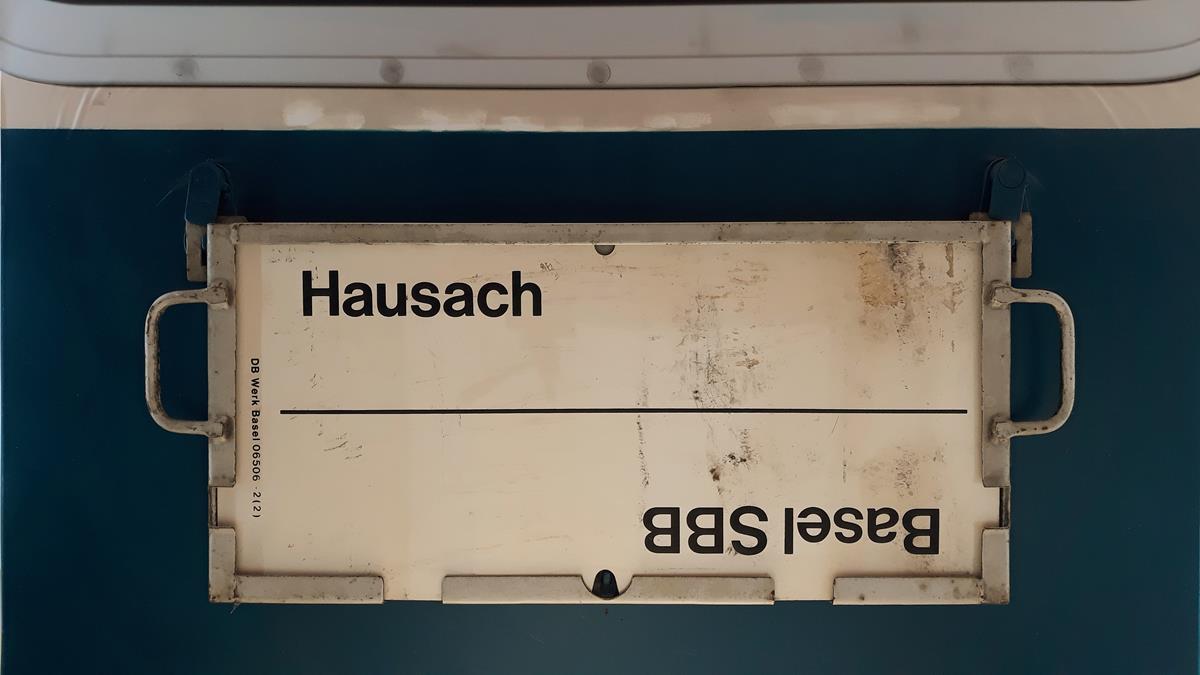 Hausach
DB Werk Basel 06506 - 2(2)
Basel SBB